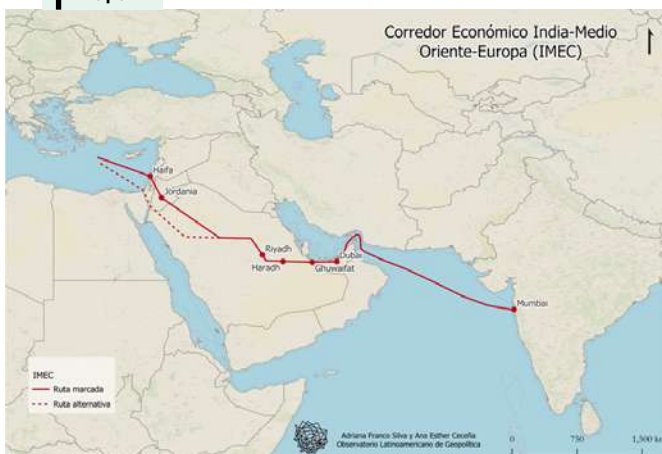 Corredor Económico India-Medio
Oriente-Europa (IMEC)
Haifa
Jordania
Riyadh
Haradh
Dubai
Ghuwaifat
Mumbai
IMEC
Ruta marcada
Ruta alternativa
Adriana Franco Silva y Ana Esther Ceceña
Observatorio Latinoamericano de Geopolítica
0 750 1,500 k